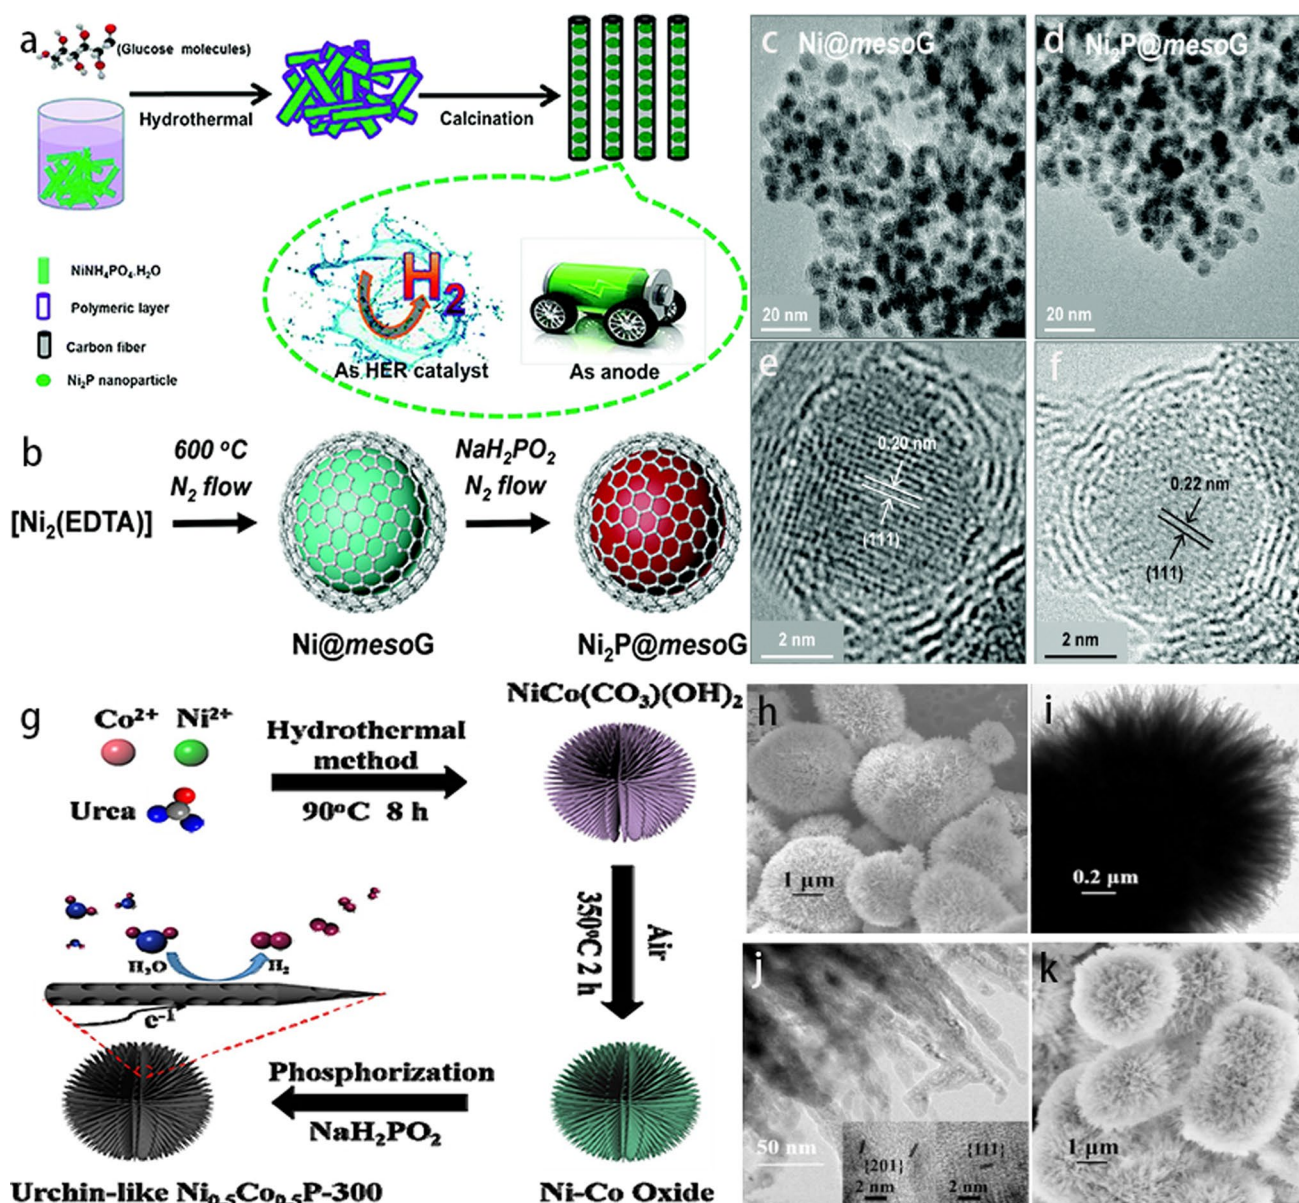 a
(Glucose molecules)
Hydrothermal
Calcination
NiNH₄PO₄.H₂O
Polymeric layer
Carbon fiber
Ni₂P nanoparticle
H₂
As HER catalyst
As anode
b
[Ni₂(EDTA)]
600 °C
N₂ flow
Ni@mesoG
NaH₂PO₂
N₂ flow
Ni₂P@mesoG
c
Ni@mesoG
20 nm
d
Ni₂P@mesoG
20 nm
e
0.20 nm
(111)
2 nm
f
0.22 nm
(111)
2 nm
g
Co²⁺
Ni²⁺
Urea
Hydrothermal
method
90°C 8 h
NiCo(CO₃)(OH)₂
Air
350°C 2 h
Ni-Co Oxide
Phosphorization
NaH₂PO₂
H₂O
H₂
e⁻¹
Urchin-like Ni₀.₅Co₀.₅P-300
h
1 μm
i
0.2 μm
j
50 nm
{201}
2 nm
{111}
2 nm
k
1 μm